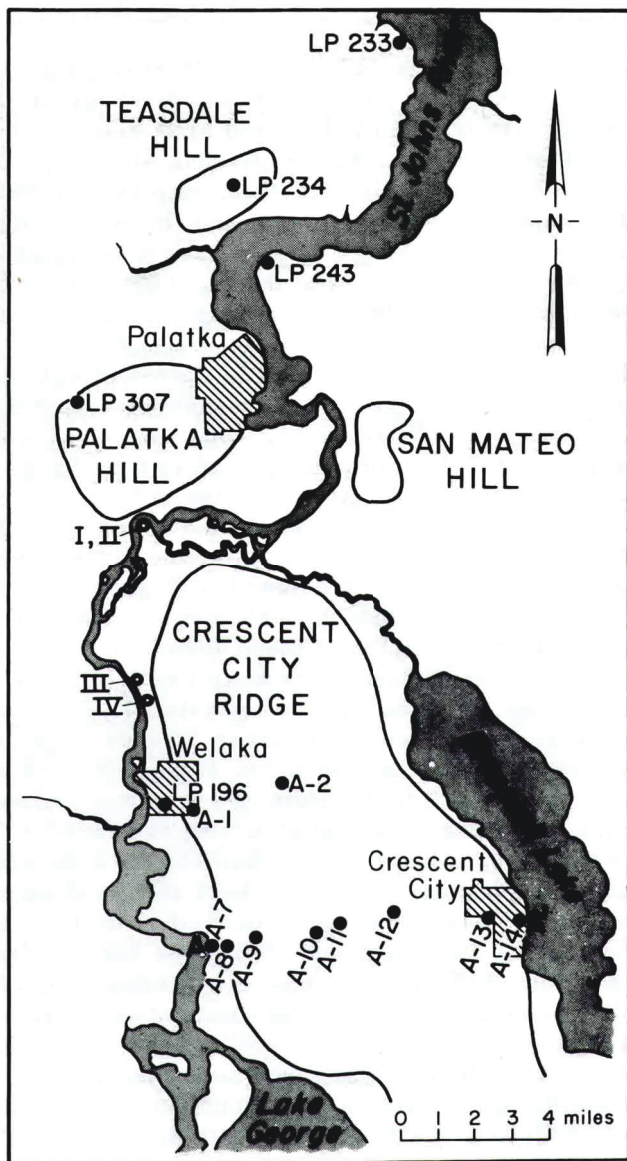 LP 233
St. Johns
TEASDALE
HILL
LP 234
-N-
LP 243
Palatka
LP 307
PALATKA
HILL
SAN MATEO
HILL
I, II
CRESCENT
CITY
RIDGE
III
IV
Welaka
A-2
LP 196
A-1
Crescent
City
A-7
A
A-8
A-9
A-10
A-11
A-12
A-13
A-14
Lake
George
0 1 2 3 4 miles